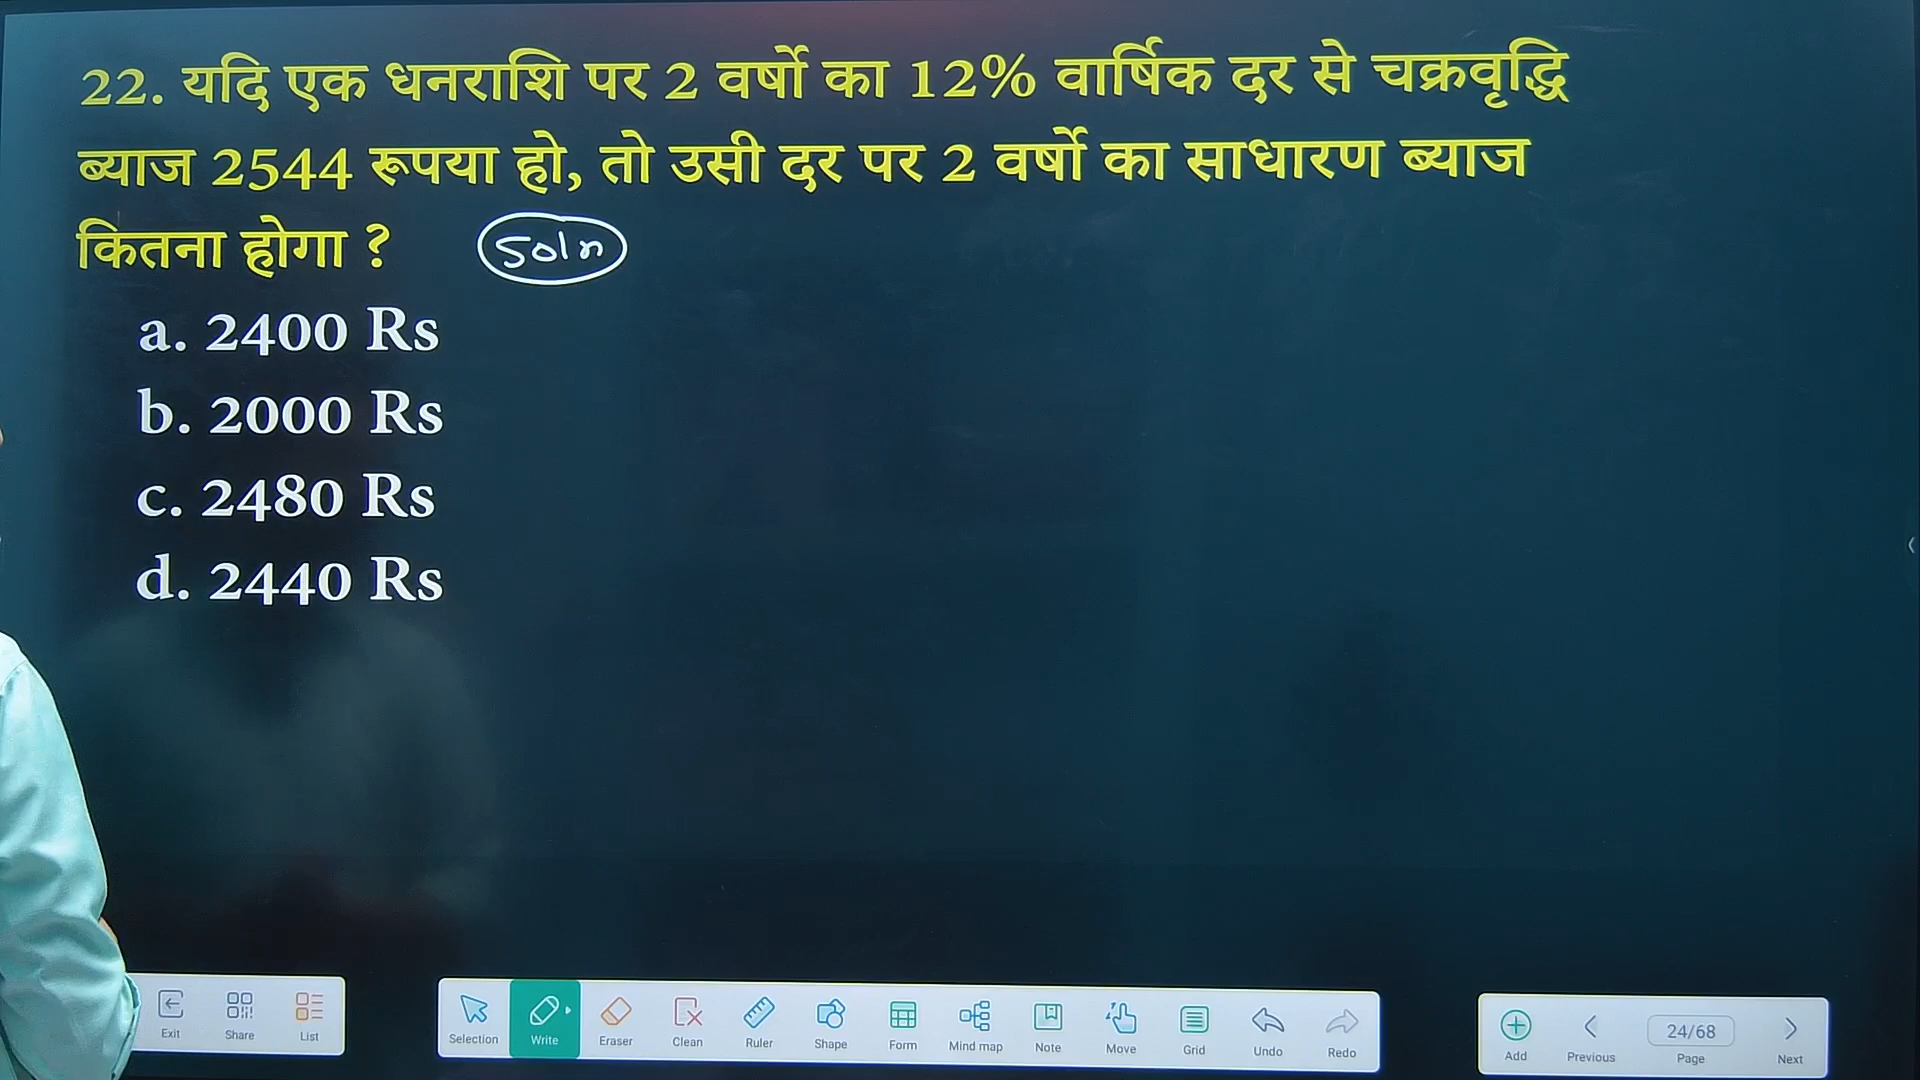 22. यदि एक धनराशि पर 2 वर्षो का 12% वार्षिक दर से चक्रवृद्धि
ब्याज 2544 रूपया हो, तो उसी दर पर 2 वर्षो का साधारण ब्याज
कितना होगा ?
Soln
a. 2400 Rs
b. 2000 Rs
c. 2480 Rs
d. 2440 Rs
Exit Share List
Selection Write Eraser Clean Ruler Shape Form Mind map Note Move Grid Undo Redo
24/68
Add Previous Page Next